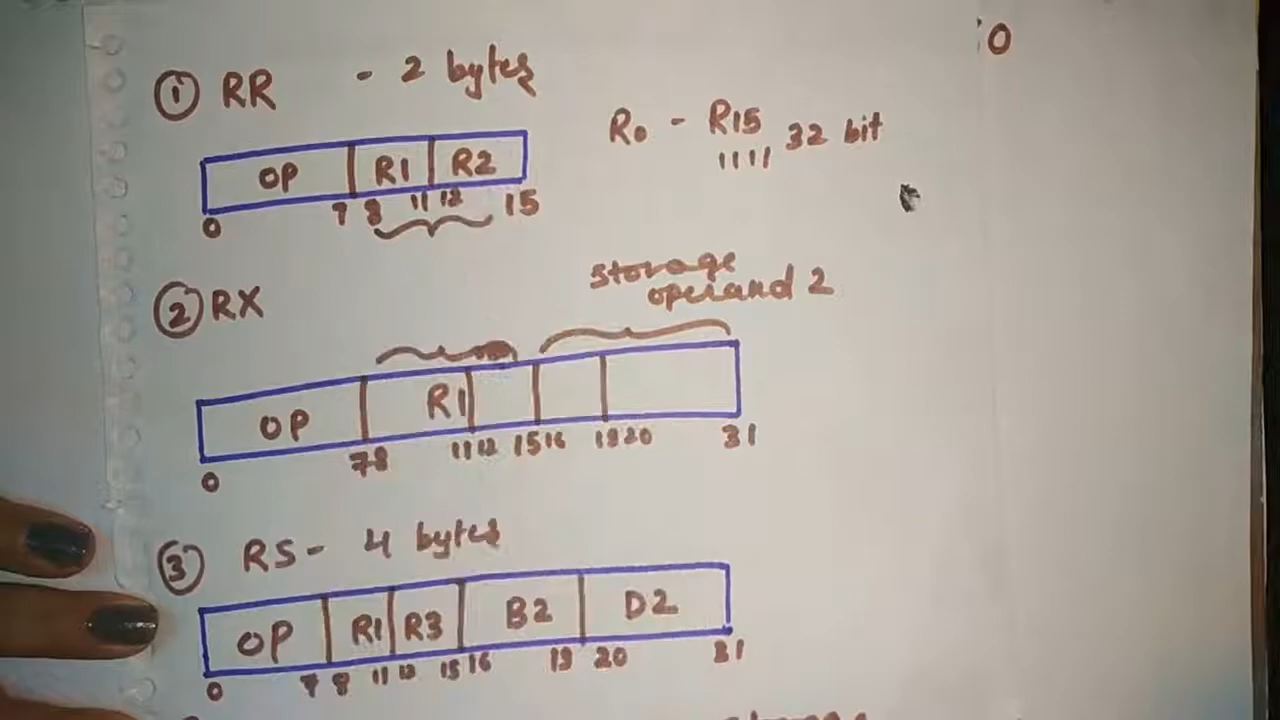 0
① RR - 2 bytes
R0 - R15 32 bit
1111
OP R1 R2
0 7 8 11 12 15
② RX
storage
operand 2
OP R1
0 7 8 11 12 15 16 19 20 31
③ RS - 4 bytes
OP R1 R3 B2 D2
0 7 8 11 12 15 16 19 20 31